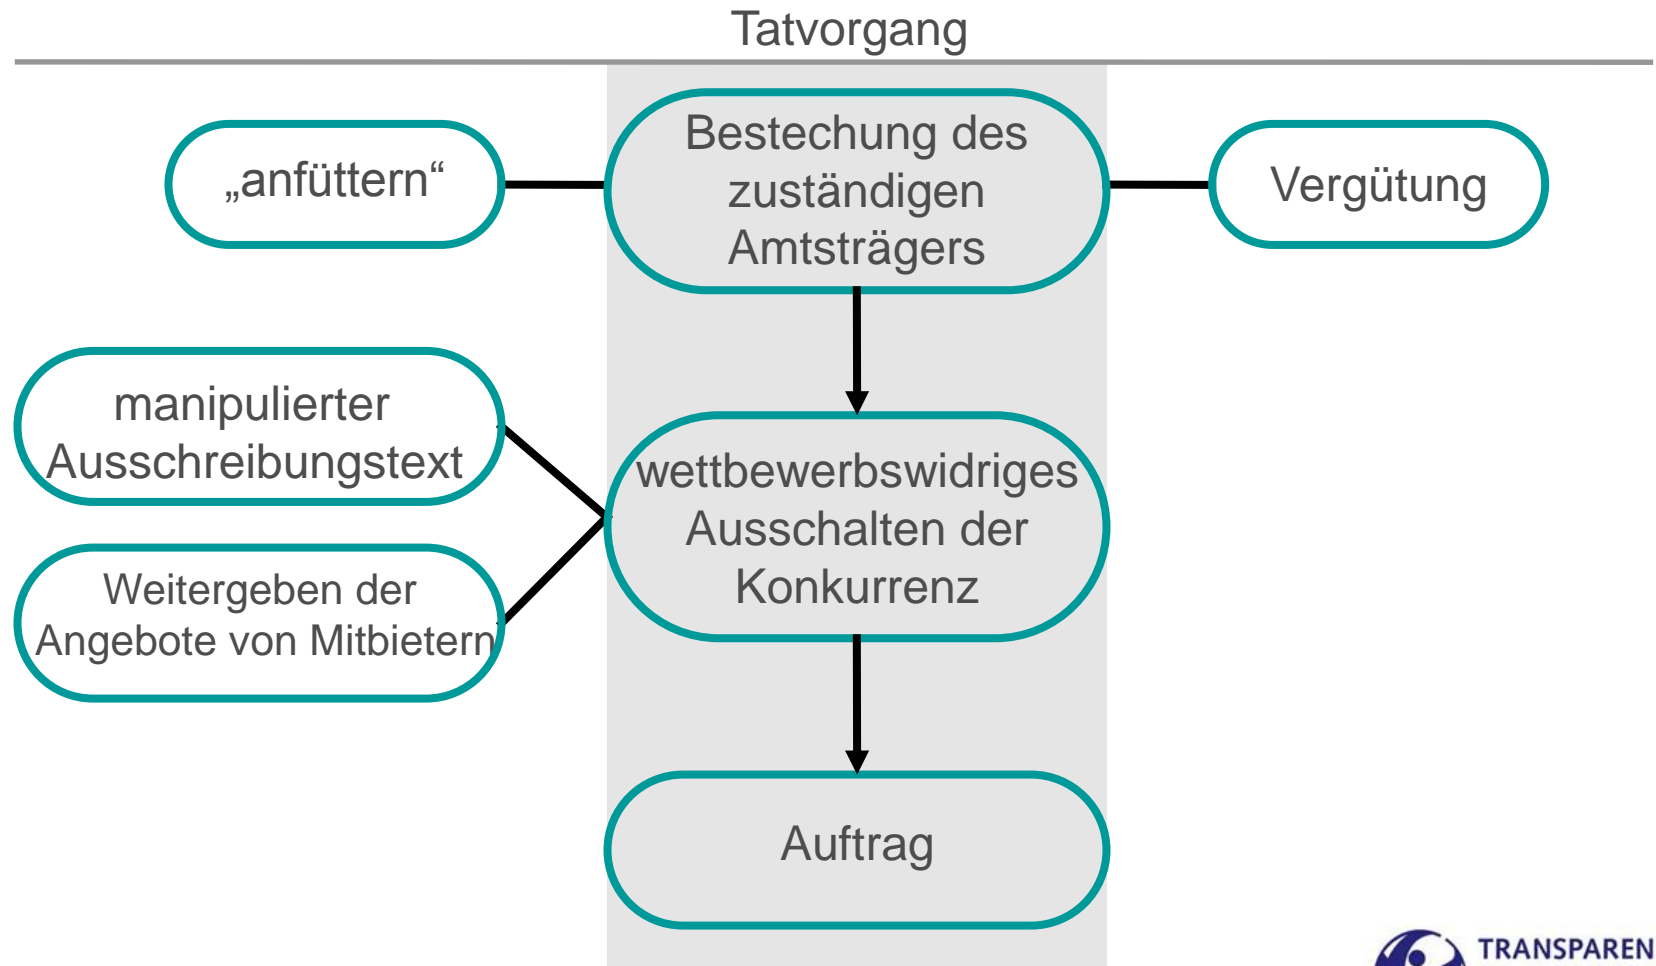 Tatvorgang
„anfüttern“
Bestechung des
zuständigen
Amtsträgers
Vergütung
manipulierter
Ausschreibungstext
Weitergeben der
Angebote von Mitbietern
wettbewerbswidriges
Ausschalten der
Konkurrenz
Auftrag
TRANSPAREN